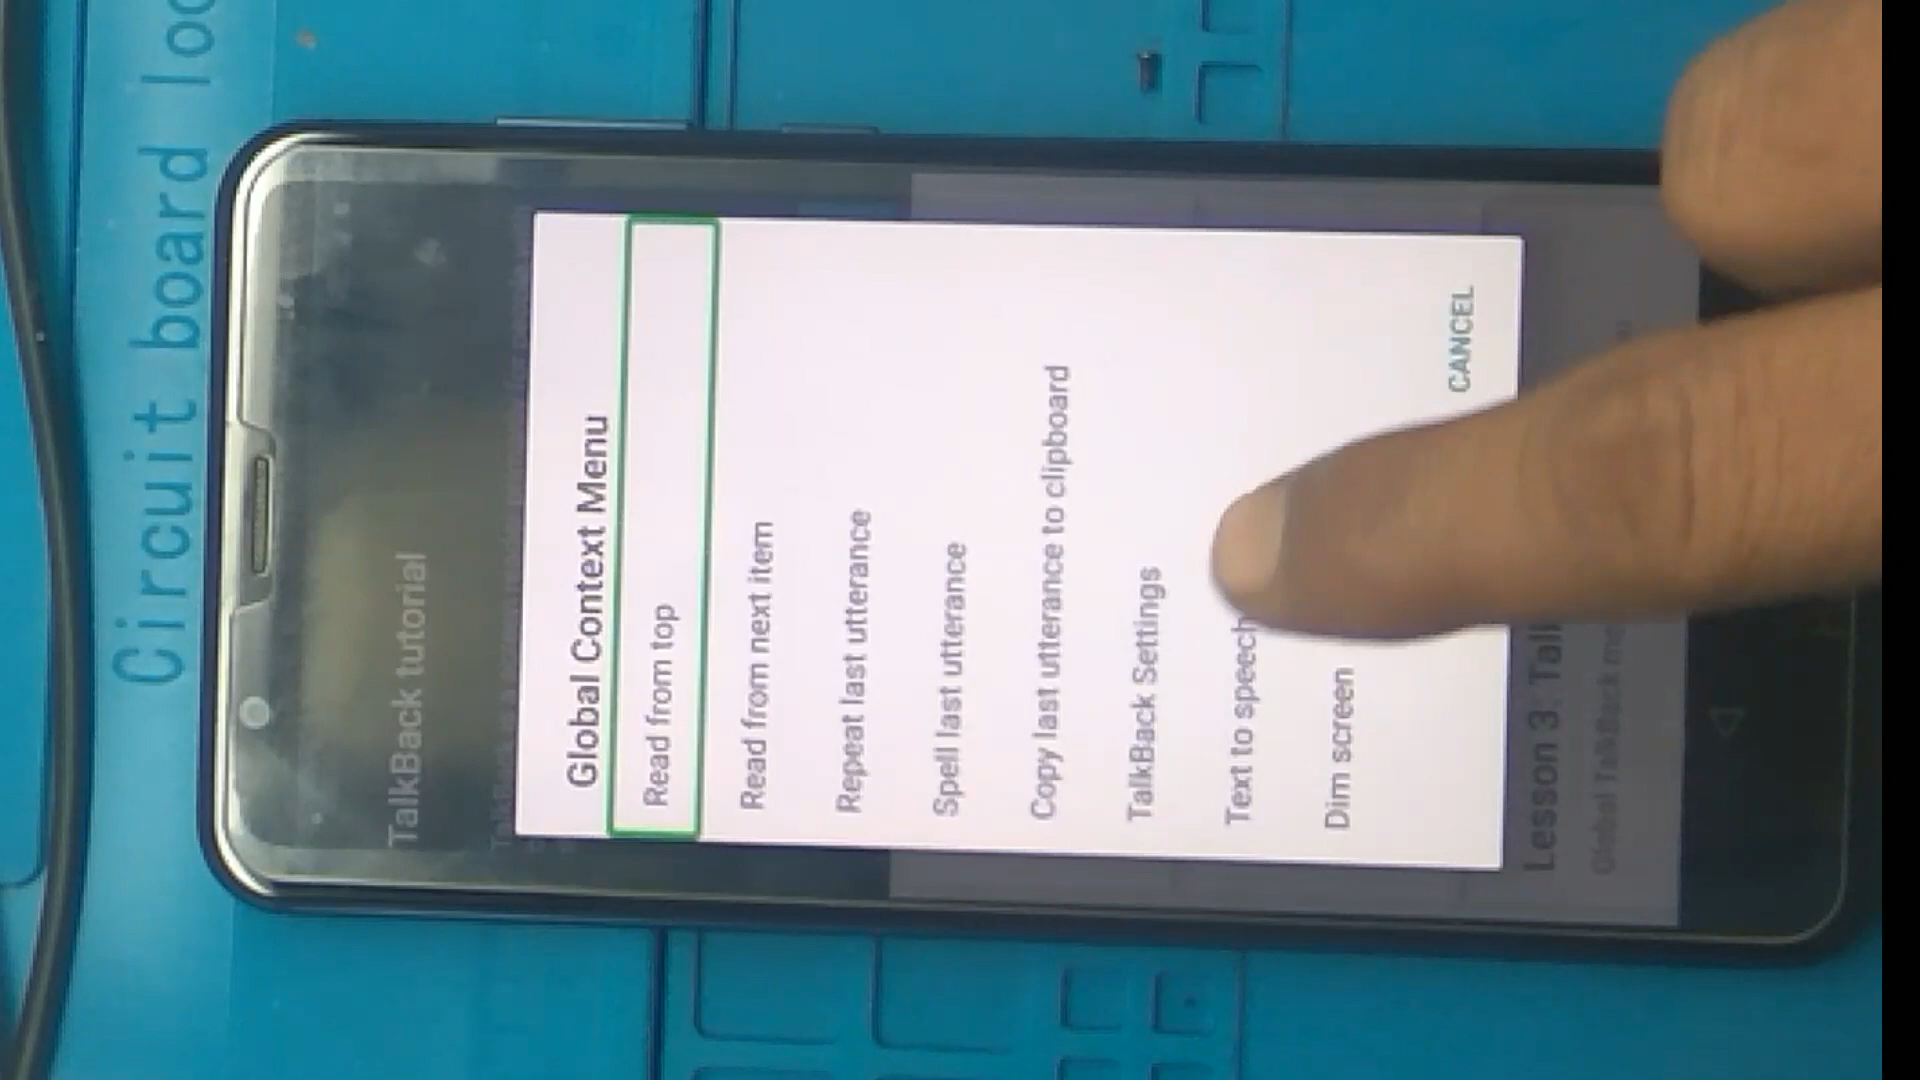 Circuit board loc
TalkBack tutorial
Global Context Menu
Read from top
Read from next item
Repeat last utterance
Spell last utterance
Copy last utterance to clipboard
TalkBack Settings
Text to speech
Dim screen
CANCEL
Lesson 3. Tal
Global TalkBack me